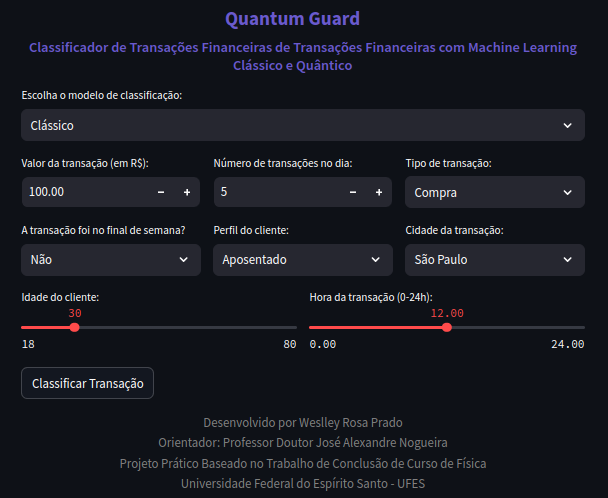 Quantum Guard
Classificador de Transações Financeiras de Transações Financeiras com Machine Learning
Clássico e Quântico
Escolha o modelo de classificação:
Clássico
Valor da transação (em R$): Número de transações no dia: Tipo de transação:
100.00 − + 5 − + Compra
A transação foi no final de semana? Perfil do cliente: Cidade da transação:
Não Aposentado São Paulo
Idade do cliente: Hora da transação (0-24h):
30 12.00
18 80 0.00 24.00
Classificar Transação
Desenvolvido por Weslley Rosa Prado
Orientador: Professor Doutor José Alexandre Nogueira
Projeto Prático Baseado no Trabalho de Conclusão de Curso de Física
Universidade Federal do Espírito Santo - UFES